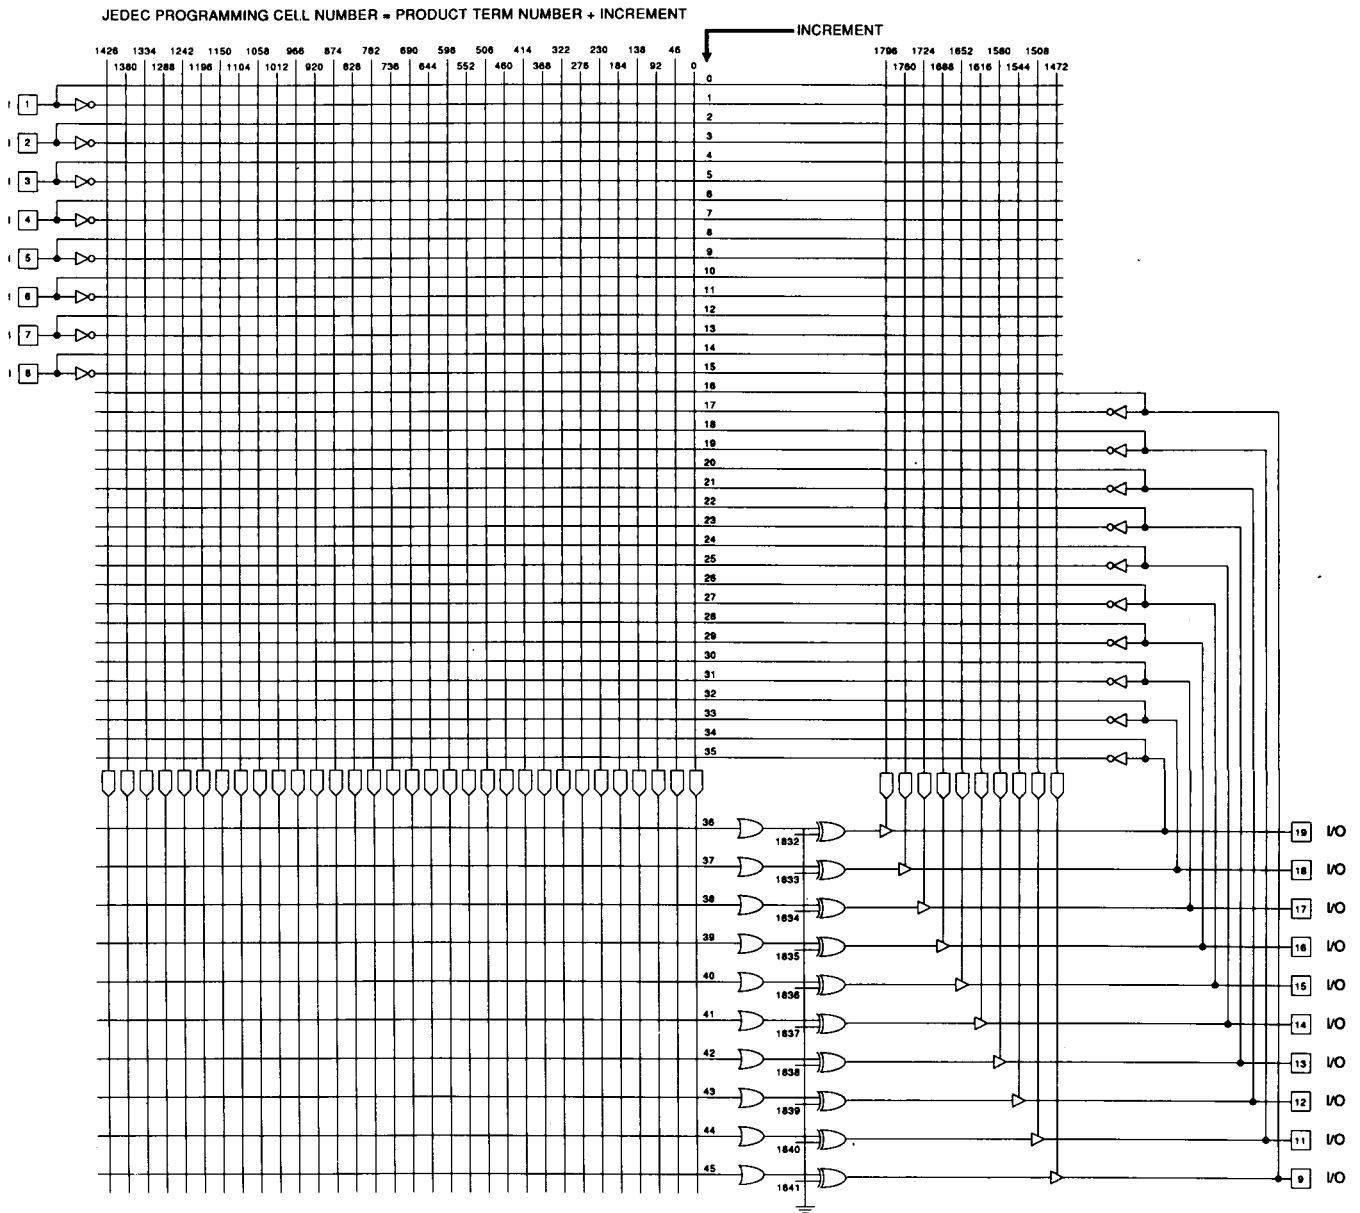 JEDEC PROGRAMMING CELL NUMBER = PRODUCT TERM NUMBER + INCREMENT
INCREMENT
1426 1334 1242 1150 1058 966 874 782 690 598 506 414 322 230 138 46
1380 1288 1196 1104 1012 920 828 736 644 552 460 368 276 184 92 0
1796 1724 1652 1580 1508
1760 1688 1616 1544 1472
0
1
1
2
2
3
3
4
5
4
6
7
5
8
9
6
10
11
7
12
13
8
14
15
16
17
18
19
20
21
22
23
24
25
26
27
28
29
30
31
32
33
34
35
36 1832 19 I/O
37 1833 18 I/O
38 1834 17 I/O
39 1835 16 I/O
40 1836 15 I/O
41 1837 14 I/O
42 1838 13 I/O
43 1839 12 I/O
44 1840 11 I/O
45 1841 9 I/O